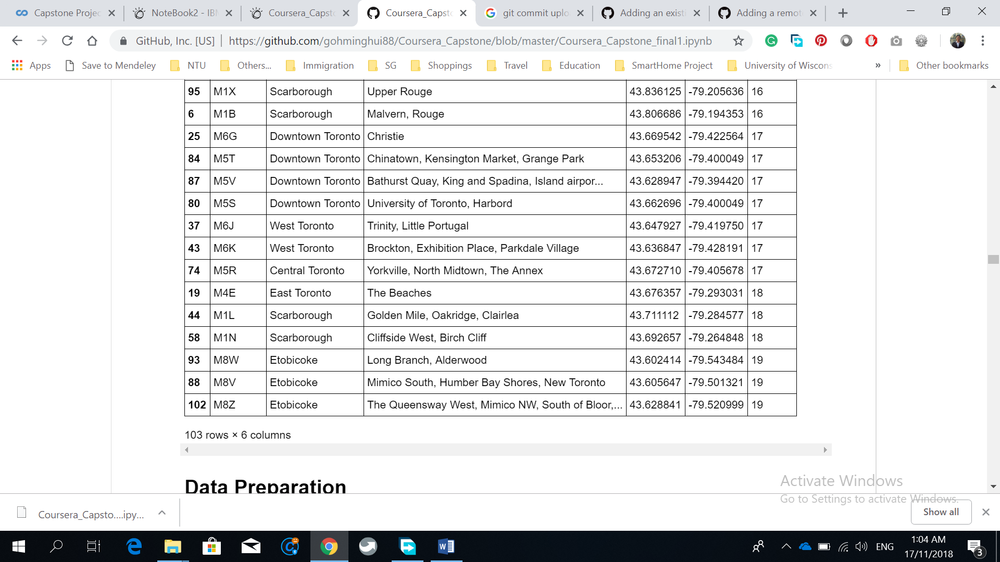 Capstone Projec
NoteBook2 - IBM
Coursera_Capsto
Coursera_Capsto
git commit uplo
Adding an existi
Adding a remot
GitHub, Inc. [US] https://github.com/gohminghui88/Coursera_Capstone/blob/master/Coursera_Capstone_final1.ipynb
Apps Save to Mendeley NTU Others... Immigration SG Shoppings Travel Education SmartHome Project University of Wiscons » Other bookmarks
95 M1X Scarborough Upper Rouge 43.836125 -79.205636 16
6 M1B Scarborough Malvern, Rouge 43.806686 -79.194353 16
25 M6G Downtown Toronto Christie 43.669542 -79.422564 17
84 M5T Downtown Toronto Chinatown, Kensington Market, Grange Park 43.653206 -79.400049 17
87 M5V Downtown Toronto Bathurst Quay, King and Spadina, Island airpor... 43.628947 -79.394420 17
80 M5S Downtown Toronto University of Toronto, Harbord 43.662696 -79.400049 17
37 M6J West Toronto Trinity, Little Portugal 43.647927 -79.419750 17
43 M6K West Toronto Brockton, Exhibition Place, Parkdale Village 43.636847 -79.428191 17
74 M5R Central Toronto Yorkville, North Midtown, The Annex 43.672710 -79.405678 17
19 M4E East Toronto The Beaches 43.676357 -79.293031 18
44 M1L Scarborough Golden Mile, Oakridge, Clairlea 43.711112 -79.284577 18
58 M1N Scarborough Cliffside West, Birch Cliff 43.692657 -79.264848 18
93 M8W Etobicoke Long Branch, Alderwood 43.602414 -79.543484 19
88 M8V Etobicoke Mimico South, Humber Bay Shores, New Toronto 43.605647 -79.501321 19
102 M8Z Etobicoke The Queensway West, Mimico NW, South of Bloor,... 43.628841 -79.520999 19
103 rows × 6 columns
Data Preparation
Activate Windows
Go to Settings to activate Windows.
Coursera_Capsto....ipy...
Show all
ENG
1:04 AM
17/11/2018
3